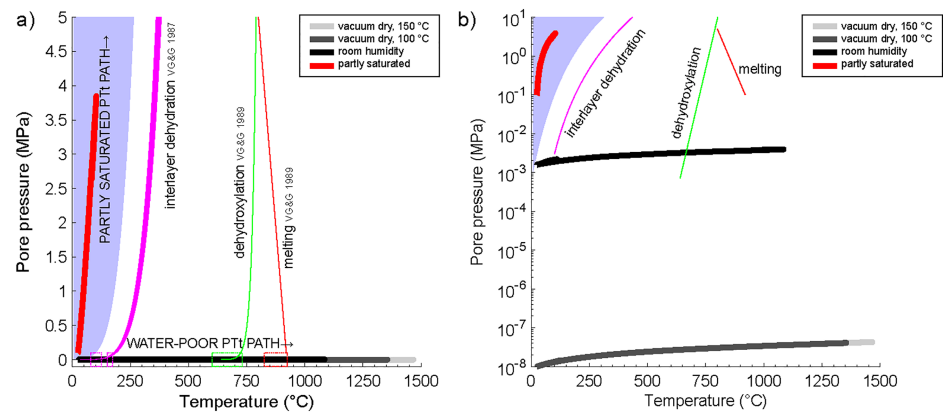 a)
vacuum dry, 150 °C
vacuum dry, 100 °C
room humidity
partly saturated
Pore pressure (MPa)
5
4.5
4
3.5
3
2.5
2
1.5
1
0.5
0
PARTLY SATURATED PTt PATH→
interlayer dehydration VG&G 1987
dehydroxylation VG&G 1989
melting VG&G 1989
WATER-POOR PTt PATH→
0 250 500 750 1000 1250 1500
Temperature (°C)
b)
vacuum dry, 150 °C
vacuum dry, 100 °C
room humidity
partly saturated
Pore pressure (MPa)
10^1
10^0
10^-1
10^-2
10^-3
10^-4
10^-5
10^-6
10^-7
10^-8
interlayer dehydration
dehydroxylation
melting
0 250 500 750 1000 1250 1500
Temperature (°C)